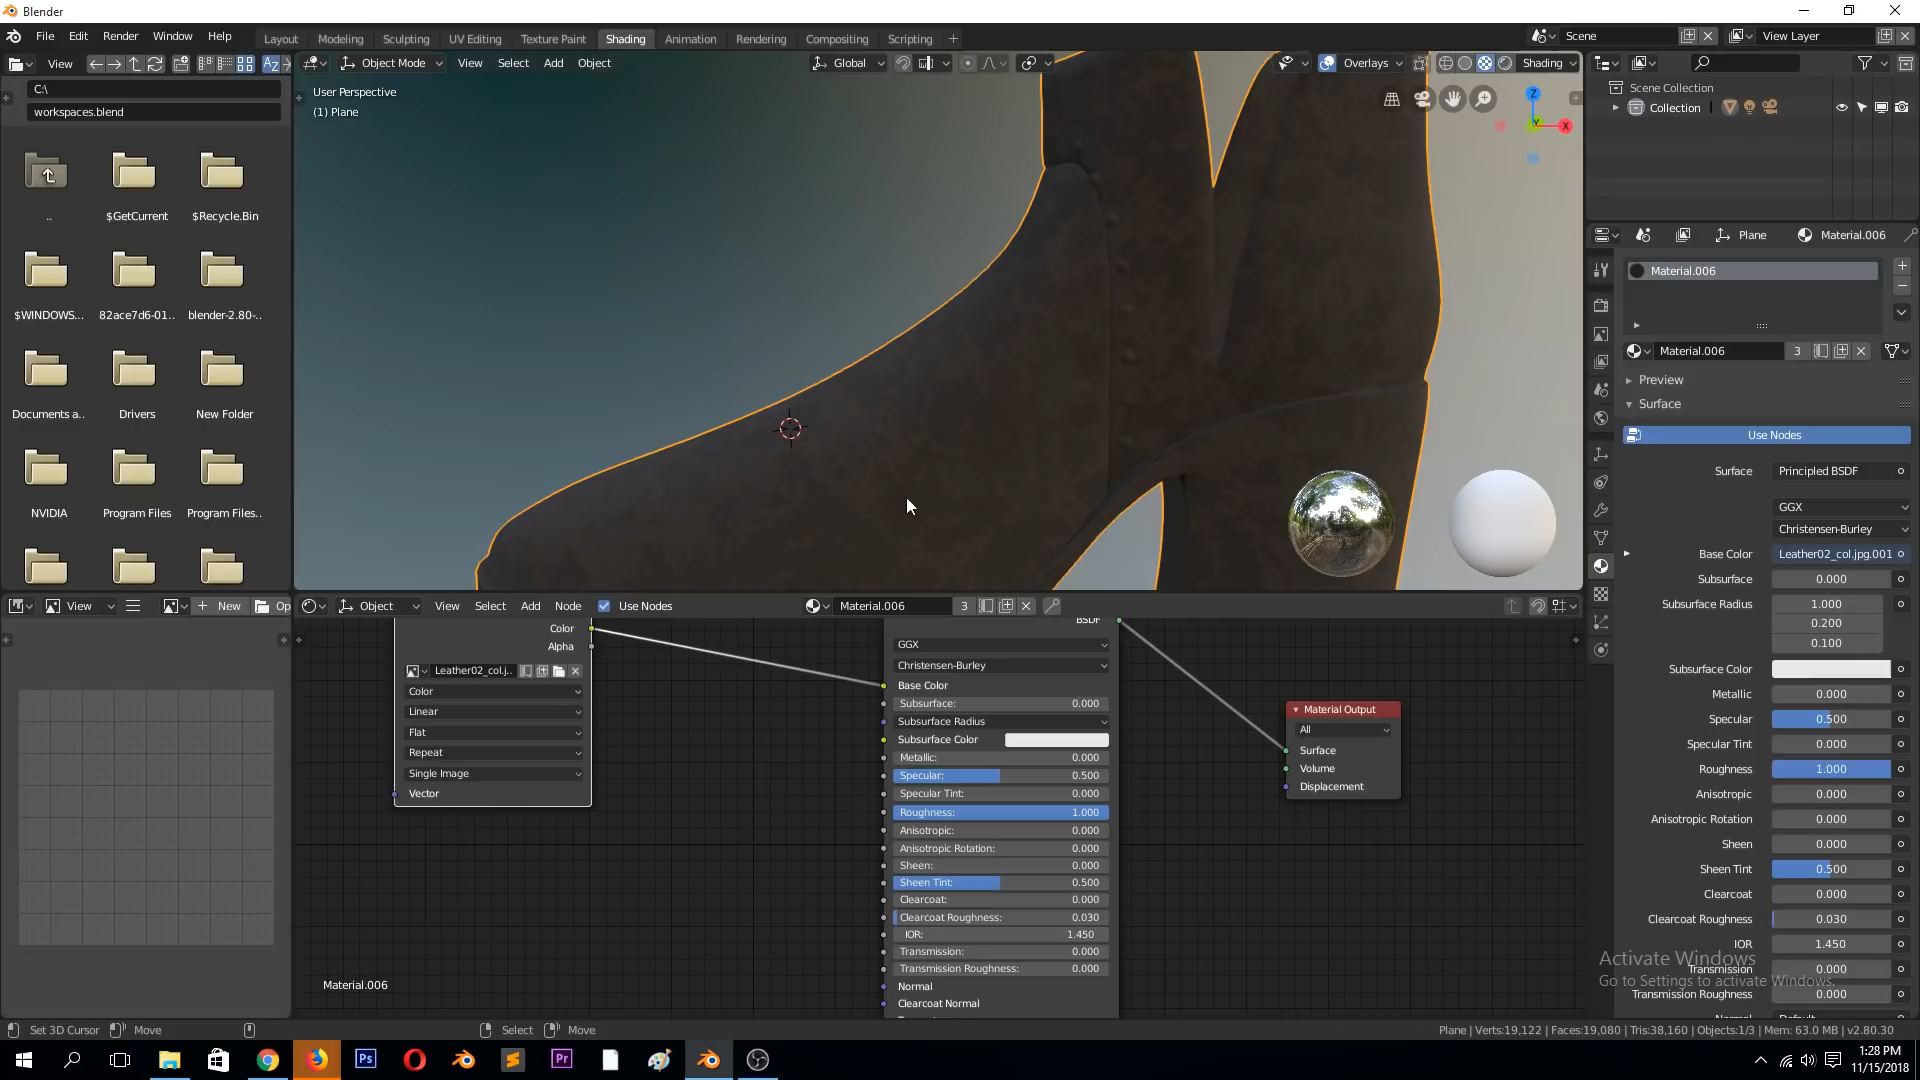 Blender
File Edit Render Window Help
Layout Modeling Sculpting UV Editing Texture Paint Shading Animation Rendering Compositing Scripting +
Scene
View Layer
View
C:\
workspaces.blend
..
$GetCurrent
$Recycle.Bin
$WINDOWS...
82ace7d6-01..
blender-2.80-..
Documents a..
Drivers
New Folder
NVIDIA
Program Files
Program Files..
Object Mode View Select Add Object
Global
Overlays
Shading
User Perspective
(1) Plane
Z
Y
X
Scene Collection
Collection
Plane
Material.006
Material.006
Material.006
3
Preview
Surface
Use Nodes
Surface Principled BSDF
GGX
Christensen-Burley
Base Color Leather02_col.jpg.001
Subsurface 0.000
Subsurface Radius 1.000
0.200
0.100
Subsurface Color
Metallic 0.000
Specular 0.500
Specular Tint 0.000
Roughness 1.000
Anisotropic 0.000
Anisotropic Rotation 0.000
Sheen 0.000
Sheen Tint 0.500
Clearcoat 0.000
Clearcoat Roughness 0.030
IOR 1.450
Transmission 0.000
Transmission Roughness 0.000
Activate Windows
Go to Settings to activate Windows.
View
New
Op
Object View Select Add Node Use Nodes
Material.006
3
Color
Alpha
Leather02_col.j..
Color
Linear
Flat
Repeat
Single Image
Vector
BSDF
GGX
Christensen-Burley
Base Color
Subsurface: 0.000
Subsurface Radius
Subsurface Color
Metallic: 0.000
Specular: 0.500
Specular Tint: 0.000
Roughness: 1.000
Anisotropic: 0.000
Anisotropic Rotation: 0.000
Sheen: 0.000
Sheen Tint: 0.500
Clearcoat: 0.000
Clearcoat Roughness: 0.030
IOR: 1.450
Transmission: 0.000
Transmission Roughness: 0.000
Normal
Clearcoat Normal
Material Output
All
Surface
Volume
Displacement
Material.006
Set 3D Cursor
Move
Select
Move
Plane | Verts:19,122 | Faces:19,080 | Tris:38,160 | Objects:1/3 | Mem: 63.0 MB | v2.80.30
Ps
Pr
1:28 PM
11/15/2018